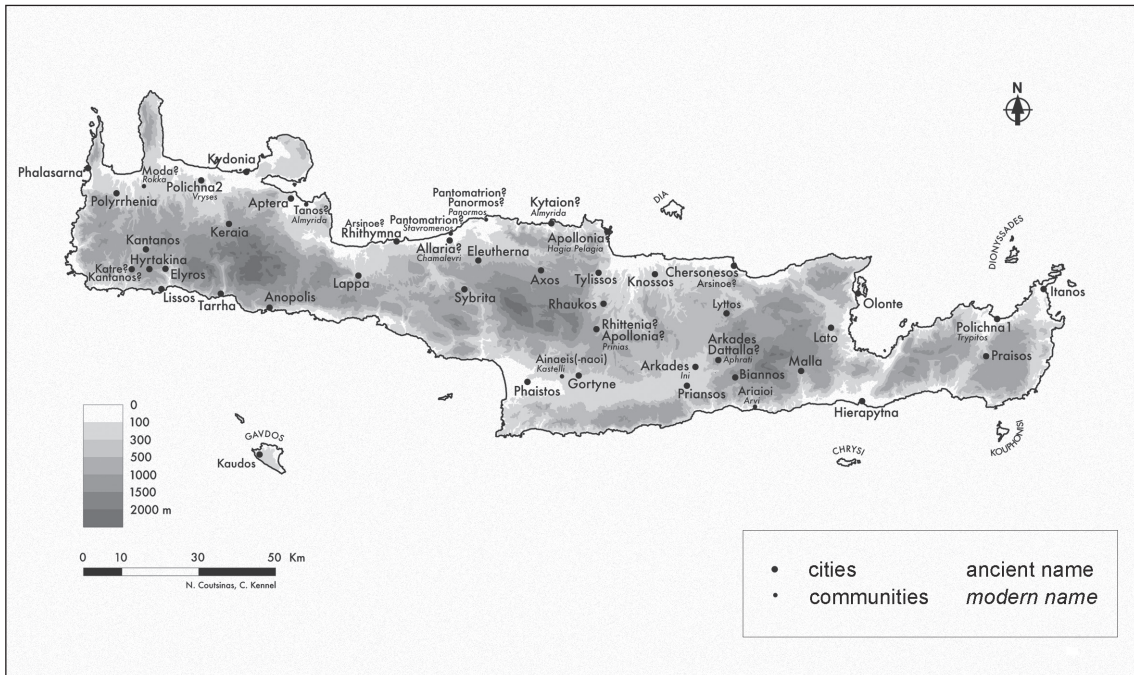 N
Phalasarna
Moda?
Rokka
Kydonia
Polichna2
Vryses
Polyrrhenia
Aptera
Tanos?
Almyrida
Keraia
Kantanos
Hyrtakina
Katre?
Kantanos?
Elyros
Lissos
Tarrha
Anopolis
Lappa
Arsinoe?
Rhithymna
Pantomatrion?
Stavromenos
Pantomatrion?
Panormos?
Panormos
Allaria?
Chamalevri
Eleutherna
Sybrita
Kytaion?
Almyrida
Axos
Apollonia
Hagia Pelagia
Tylissos
Rhaukos
Rhittenia?
Apollonia?
Prinias
Knossos
DIA
Chersonesos
Arsinoe?
Lyttos
Arkades
Dattalla?
Aphrati
Arkades
Ini
Biannos
Priansos
Ariaioi
Arvi
Malla
Lato
Olonte
Ainaeis(-naoi)
Kastelli
Phaistos
Gortyne
Hierapytna
DIONYSSADES
Itanos
Polichna1
Trypitos
Praisos
KOUPHONISI
CHRYSI
GAVDOS
Kaudos
0
100
300
500
1000
1500
2000 m
0 10 30 50 Km
N. Coutsinas, C. Kennel
cities ancient name
communities modern name